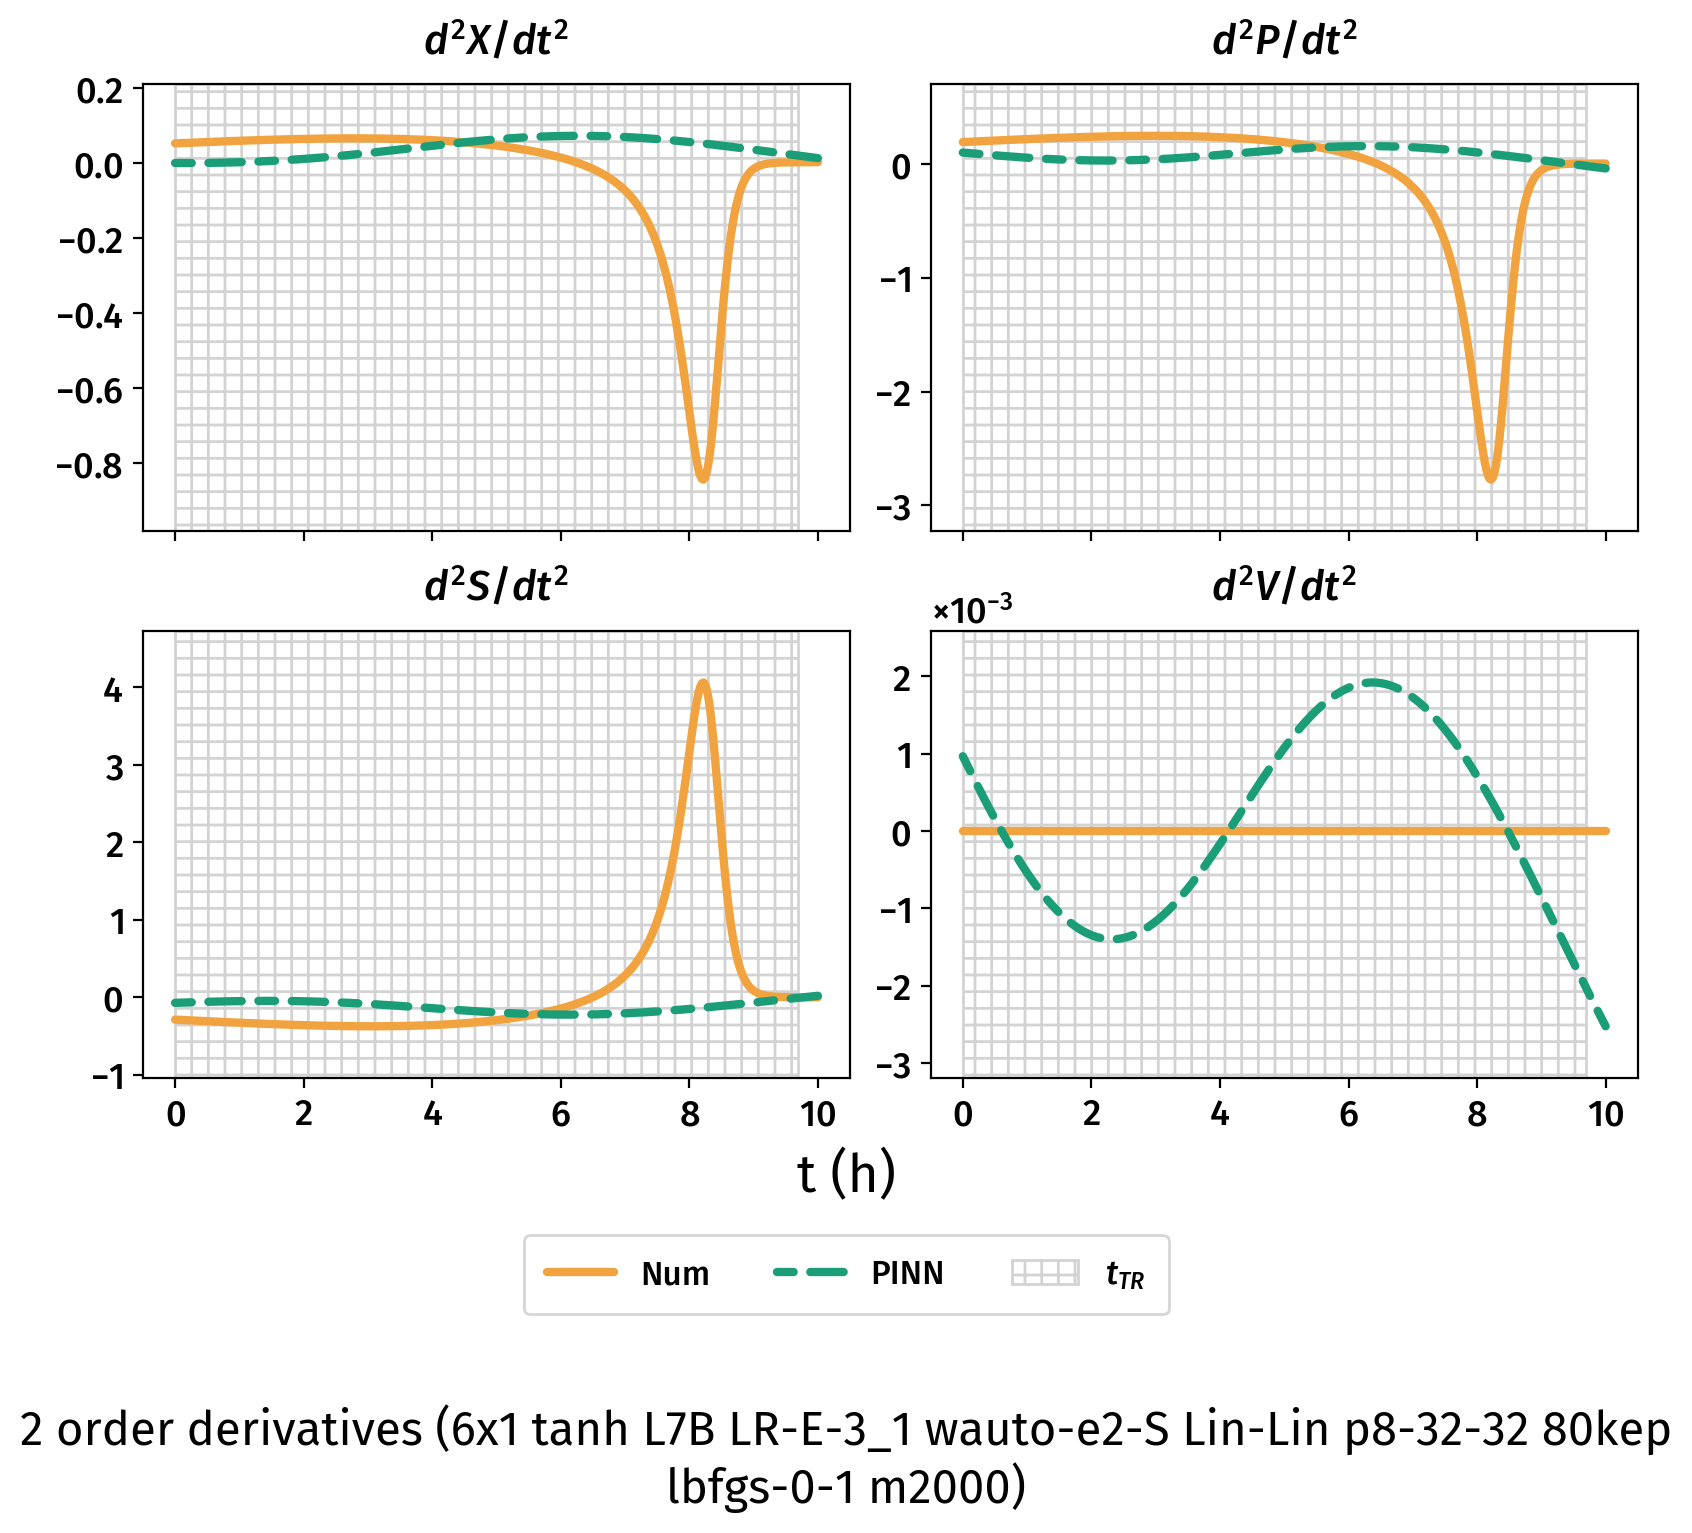 d²X/dt²
d²P/dt²
0.2
0.0
−0.2
−0.4
−0.6
−0.8
0
−1
−2
−3
d²S/dt²
d²V/dt²
×10⁻³
4
3
2
1
0
−1
2
1
0
−1
−2
−3
0 2 4 6 8 10
0 2 4 6 8 10
t (h)
Num PINN t_TR
2 order derivatives (6x1 tanh L7B LR-E-3_1 wauto-e2-S Lin-Lin p8-32-32 80kep
lbfgs-0-1 m2000)